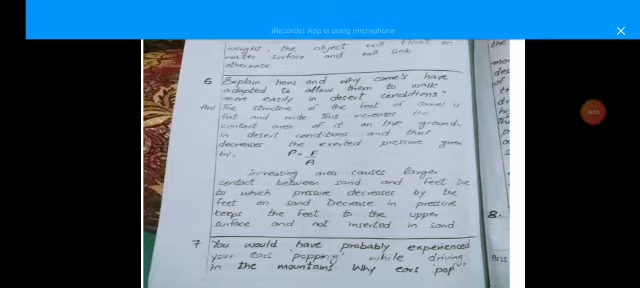 iRecorder App is using microphone
weight, the object will float on
water surface and will sink
otherwise.
6 Explain how and why camels have
adapted to allow them to walk
more easily in desert conditions?
Ans The structure of the feet of camel is
flat and wide This increases the
contact area of it on the ground
in desert conditions and thus
decreases the exerted pressure given
by, P = F/A
Increasing area causes larger
contact between sand and feet due
to which pressure decreases by the
feet on sand Decrease in pressure
keeps the feet to the upper
surface and not inserted in sand
7 You would have probably experienced
your ears 'popping' while driving
in the mountains. Why ears 'pop'
the
8.
Ans